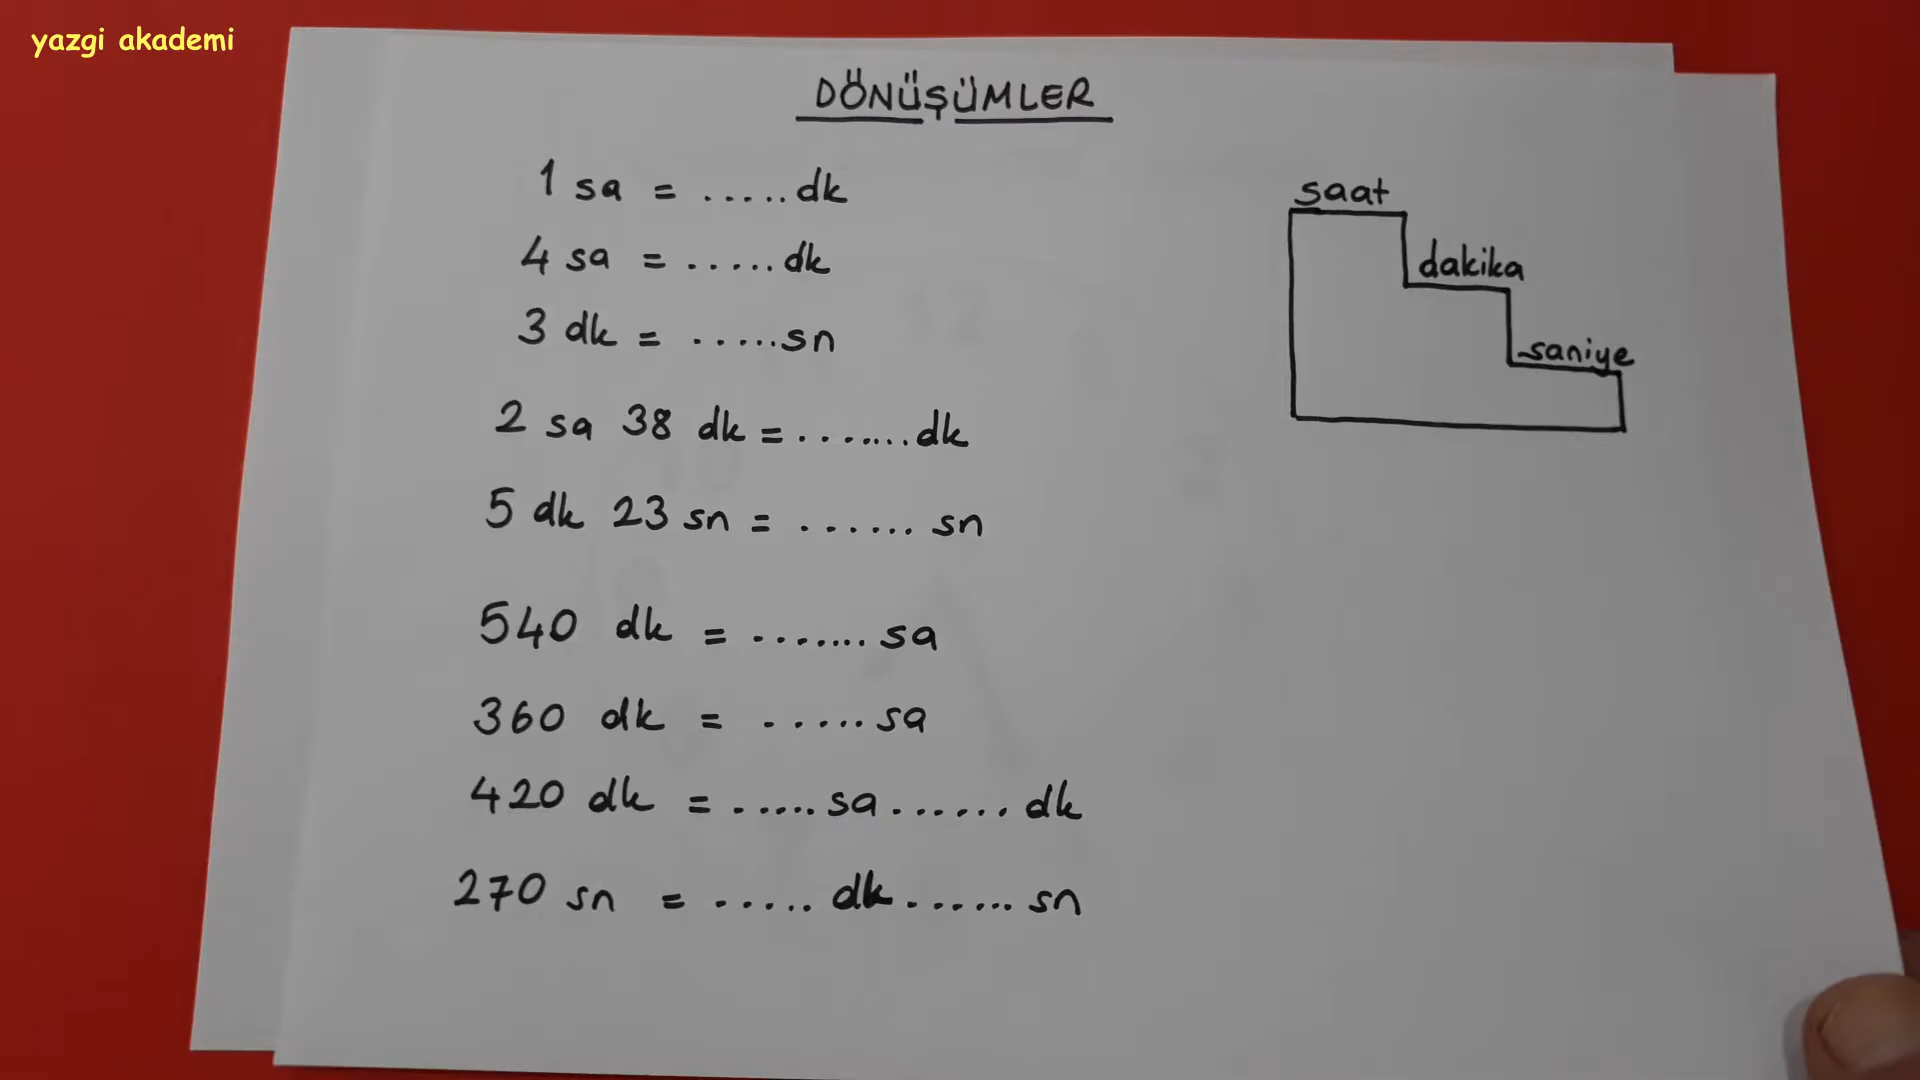 yazgi akademi
DÖNÜŞÜMLER
1 sa = .....dk
4 sa = .....dk
3 dk = .....sn
2 sa 38 dk = .......dk
5 dk 23 sn = ...... sn
540 dk = .......sa
360 dk = .....sa
420 dk = .....sa......dk
270 sn = ..... dk...... sn
saat
dakika
saniye